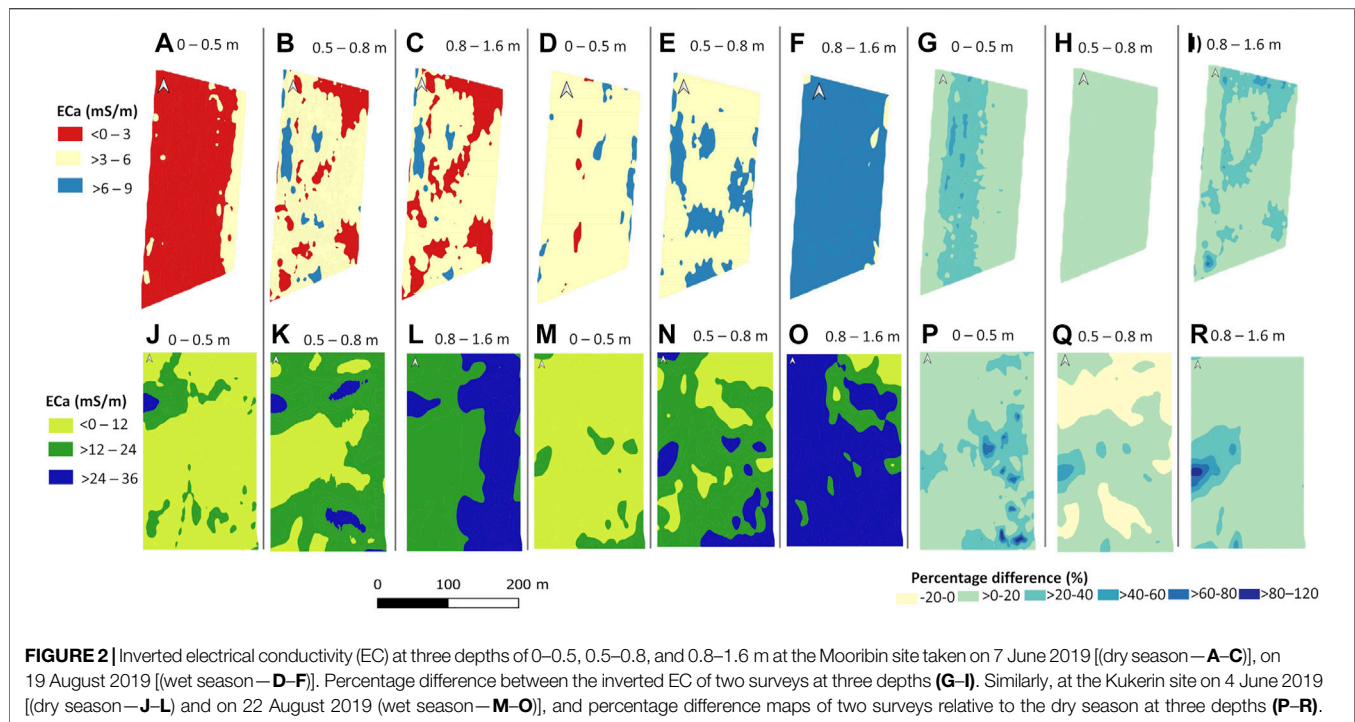 A 0 – 0.5 m
B 0.5 – 0.8 m
C 0.8 – 1.6 m
D 0 – 0.5 m
E 0.5 – 0.8 m
F 0.8 – 1.6 m
G 0 – 0.5 m
H 0.5 – 0.8 m
I) 0.8 – 1.6 m
ECa (mS/m)
<0 – 3
>3 – 6
>6 – 9
J 0 – 0.5 m
K 0.5 – 0.8 m
L 0.8 – 1.6 m
M 0 – 0.5 m
N 0.5 – 0.8 m
O 0.8 – 1.6 m
P 0 – 0.5 m
Q 0.5 – 0.8 m
R 0.8 – 1.6 m
ECa (mS/m)
<0 – 12
>12 – 24
>24 – 36
0 100 200 m
Percentage difference (%)
-20-0 >0-20 >20-40 >40-60 >60-80 >80–120
FIGURE 2 | Inverted electrical conductivity (EC) at three depths of 0–0.5, 0.5–0.8, and 0.8–1.6 m at the Mooribin site taken on 7 June 2019 [(dry season—A–C)], on
19 August 2019 [(wet season—D–F)]. Percentage difference between the inverted EC of two surveys at three depths (G–I). Similarly, at the Kukerin site on 4 June 2019
[(dry season—J–L) and on 22 August 2019 (wet season—M–O)], and percentage difference maps of two surveys relative to the dry season at three depths (P–R).